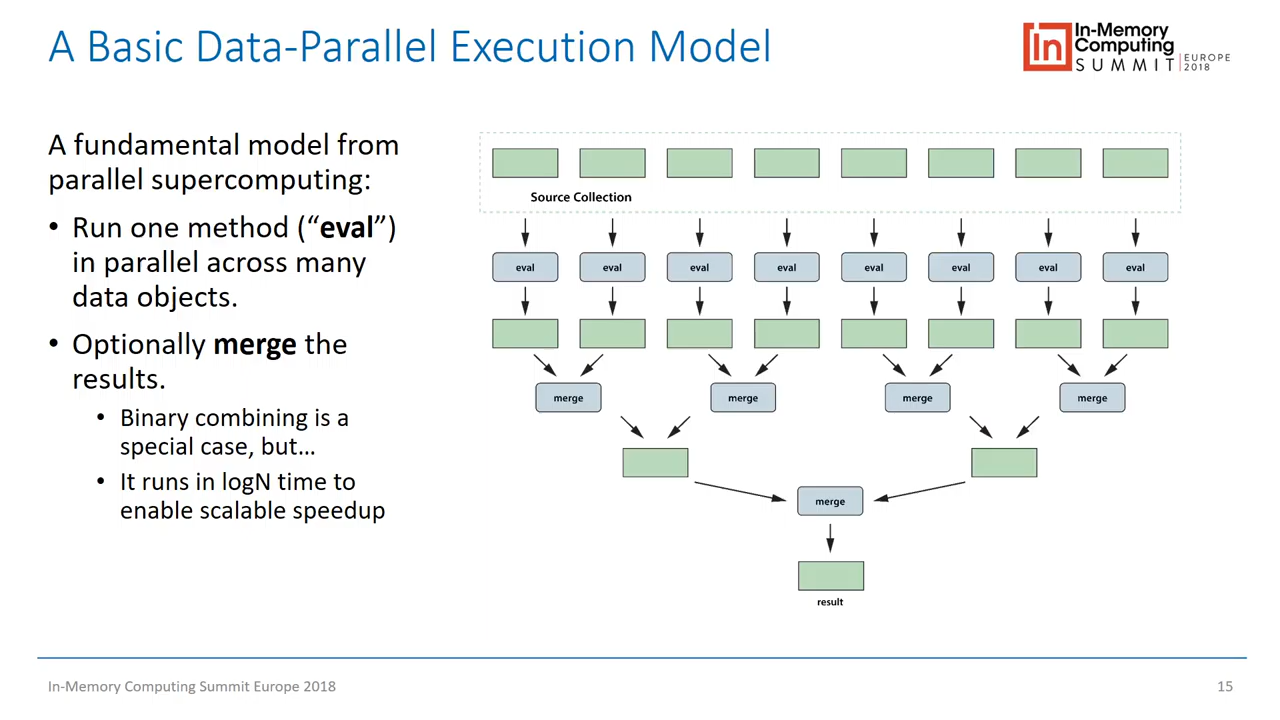 A Basic Data-Parallel Execution Model
In
In-Memory
Computing
SUMMIT
EUROPE
2018
A fundamental model from
parallel supercomputing:
• Run one method (“eval”)
in parallel across many
data objects.
• Optionally merge the
results.
• Binary combining is a
special case, but…
• It runs in logN time to
enable scalable speedup
Source Collection
eval eval eval eval eval eval eval eval
merge merge merge merge
merge
result
In-Memory Computing Summit Europe 2018
15